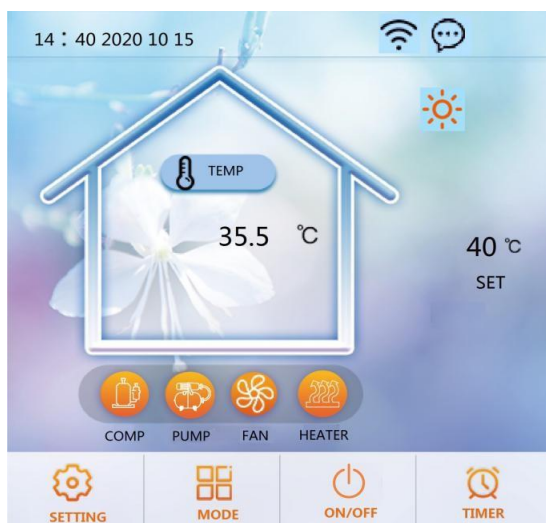 14：40 2020 10 15
TEMP
35.5 ℃
40 ℃
SET
COMP PUMP FAN HEATER
SETTING MODE ON/OFF TIMER